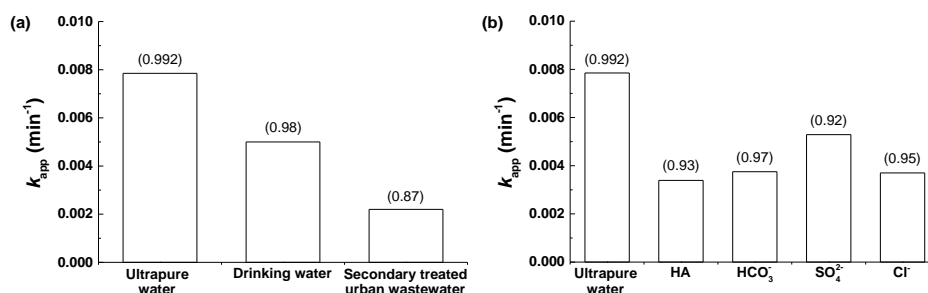 (a)
0.010
0.008
0.006
0.004
0.002
0.000
k_app (min⁻¹)
(0.992)
(0.98)
(0.87)
Ultrapure
water
Drinking water
Secondary treated
urban wastewater
(b)
0.010
0.008
0.006
0.004
0.002
0.000
k_app (min⁻¹)
(0.992)
(0.93)
(0.97)
(0.92)
(0.95)
Ultrapure
water
HA
HCO₃⁻
SO₄²⁻
Cl⁻